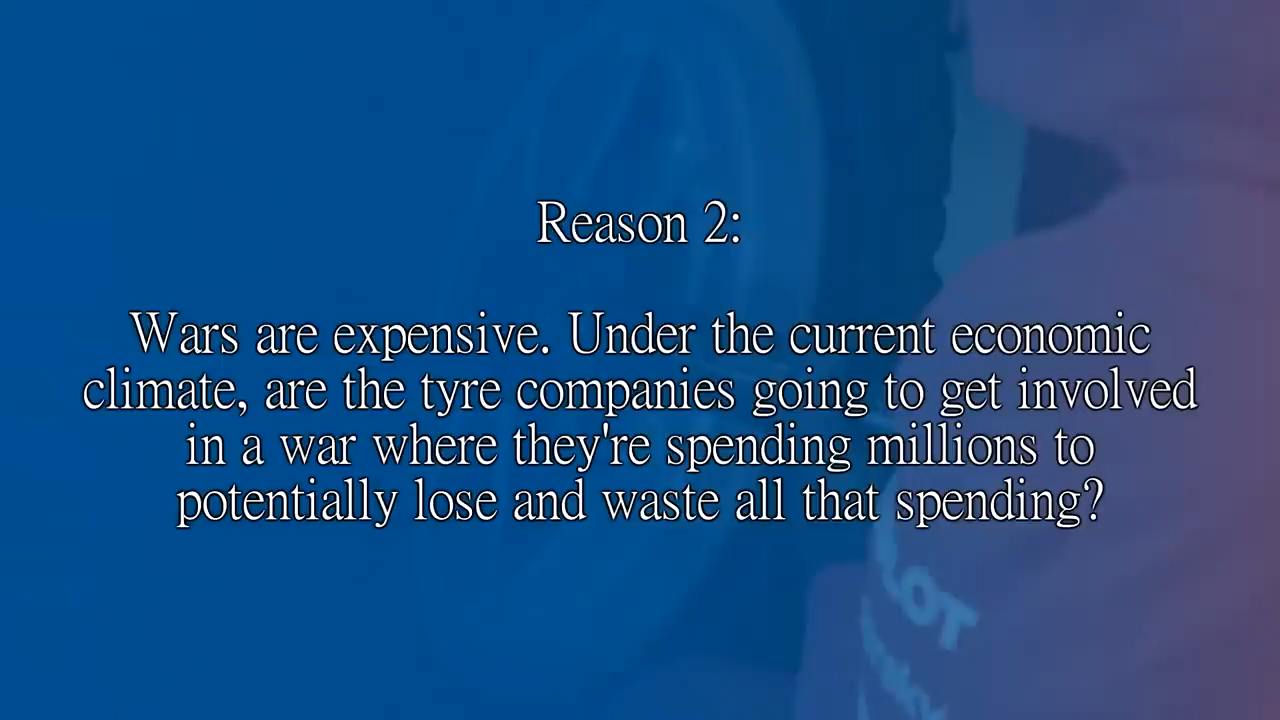 Reason 2:
Wars are expensive. Under the current economic
climate, are the tyre companies going to get involved
in a war where they're spending millions to
potentially lose and waste all that spending?